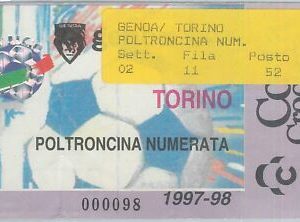 GENOA/ TORINO
POLTRONCINA NUM.
Sett. Fila Posto
02 11 52
TORINO
POLTRONCINA NUMERATA
000098 1997-98